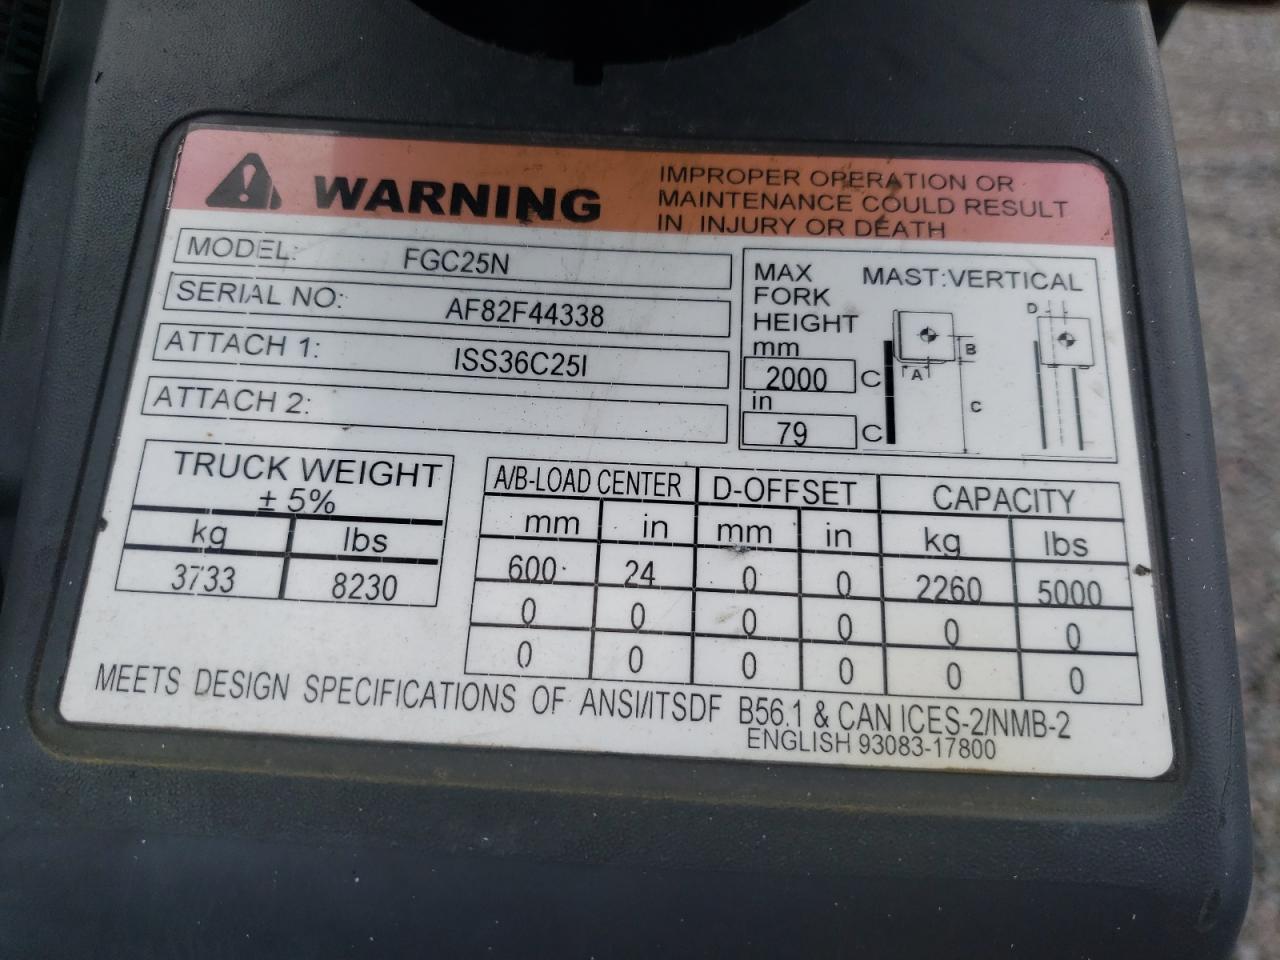 WARNING
IMPROPER OPERATION OR
MAINTENANCE COULD RESULT
IN INJURY OR DEATH
MODEL: FGC25N
SERIAL NO: AF82F44338
ATTACH 1: ISS36C25I
ATTACH 2:
MAX
FORK
HEIGHT
mm
2000 C
in
79 C
MAST:VERTICAL
A
B
C
D
TRUCK WEIGHT
± 5%
kg lbs
3733 8230
A/B-LOAD CENTER D-OFFSET CAPACITY
mm in mm in kg lbs
600 24 0 0 2260 5000
0 0 0 0 0 0
0 0 0 0 0 0
MEETS DESIGN SPECIFICATIONS OF ANSI/ITSDF B56.1 & CAN ICES-2/NMB-2
ENGLISH 93083-17800